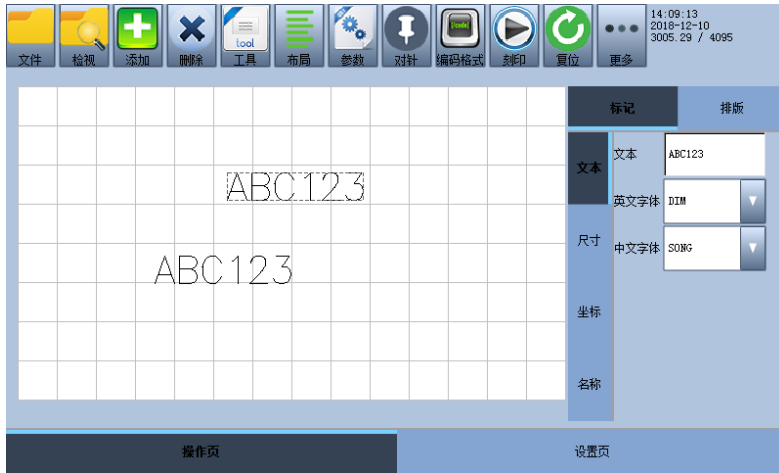 14:09:13
2018-12-10
3005.29 / 4095
tool
文件 检视 添加 删除 工具 布局 参数 对针 编码格式 刻印 复位 更多
标记 排版
文本 文本 ABC123
英文字体 DIM
尺寸 中文字体 SONG
坐标
名称
ABC123
ABC123
操作页 设置页